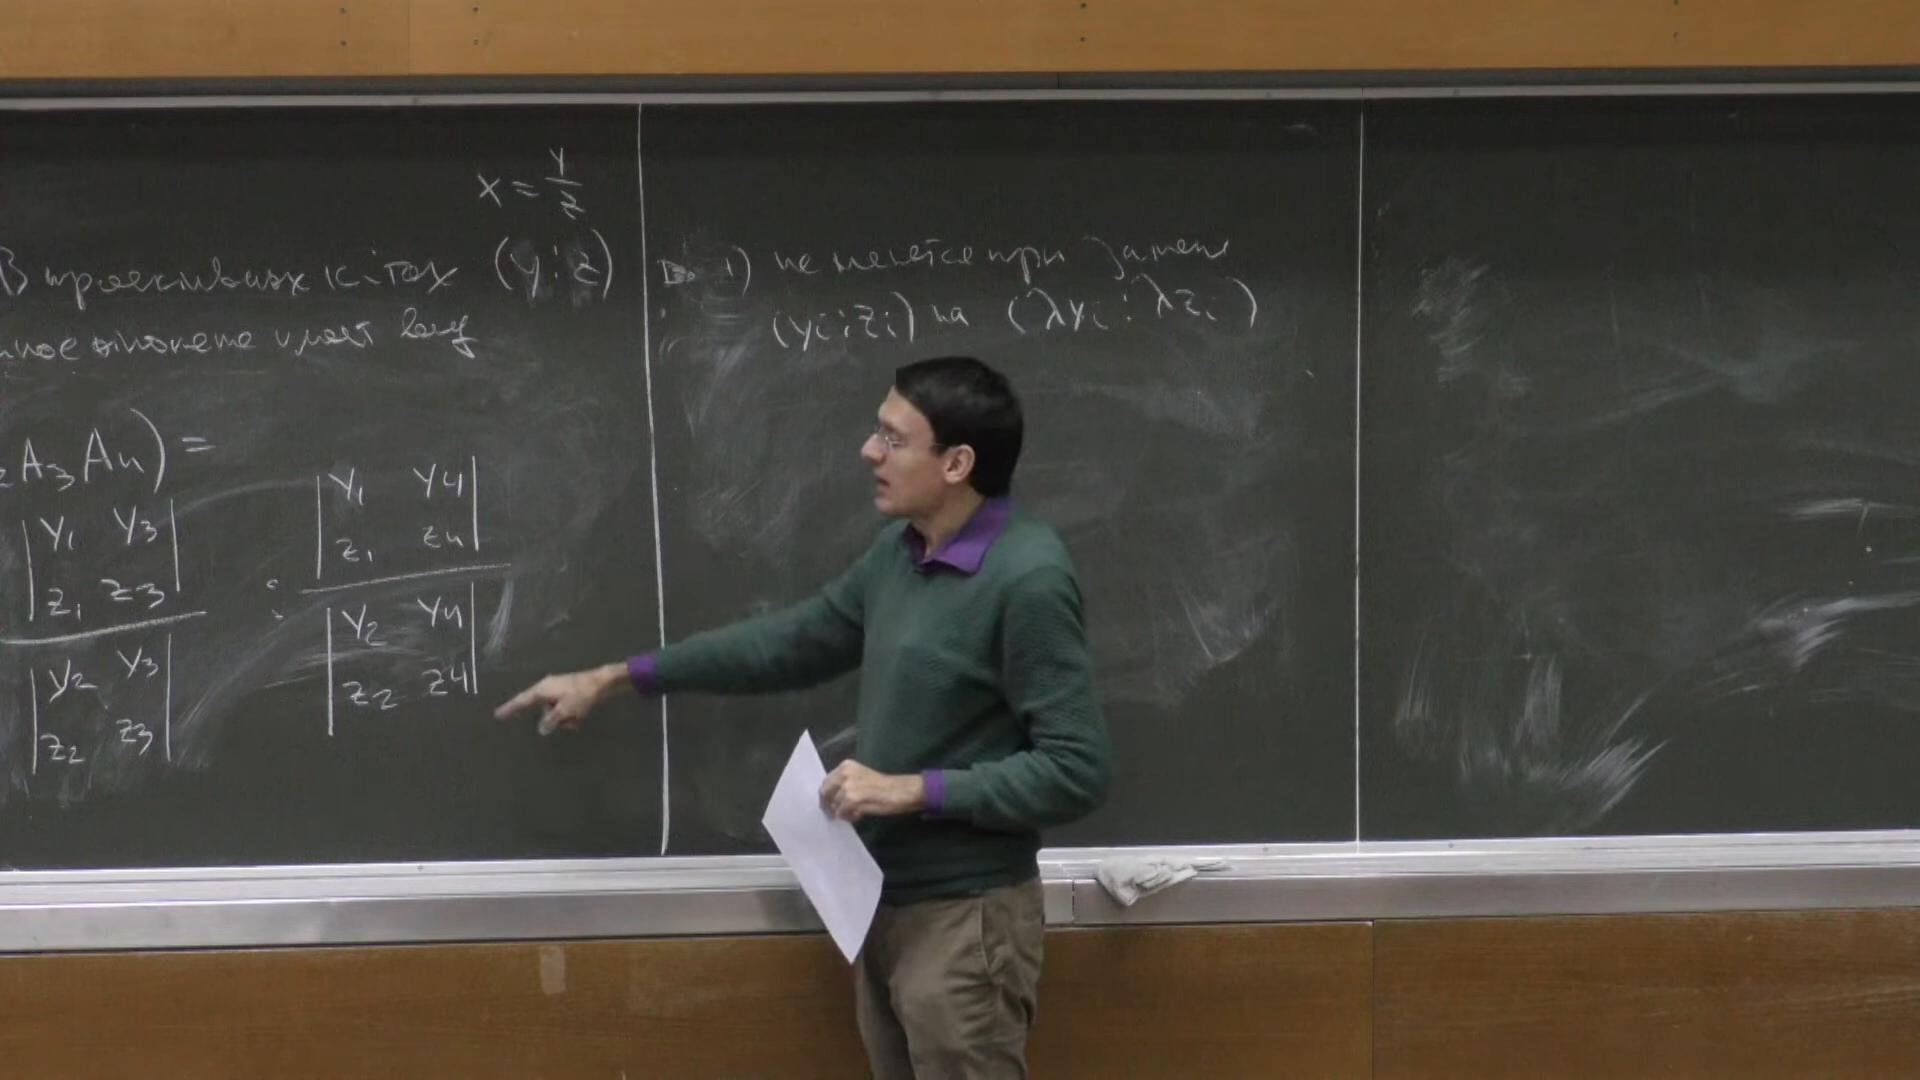 x = y/z
В проективных к-тах (y : z)
отношение имеет вид
A₃A₄) =
|y₁ y₃; z₁ z₃| / |y₂ y₃; z₂ z₃| : |y₁ y₄; z₁ z₄| / |y₂ y₄; z₂ z₄|
1) не меняется при замене
(yᵢ : zᵢ) на (λyᵢ : λzᵢ)